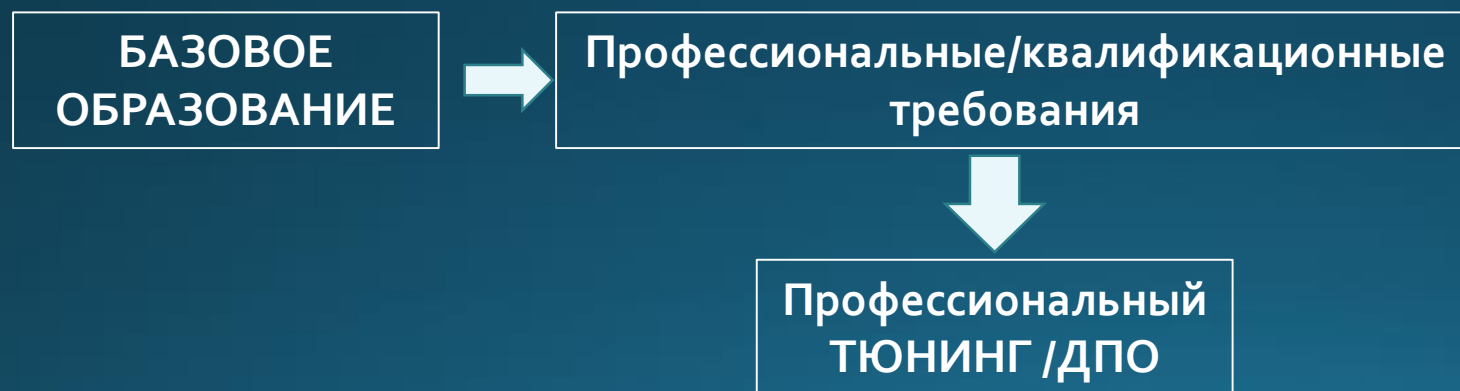 БАЗОВОЕ
ОБРАЗОВАНИЕ
Профессиональные/квалификационные
требования
Профессиональный
ТЮНИНГ /ДПО